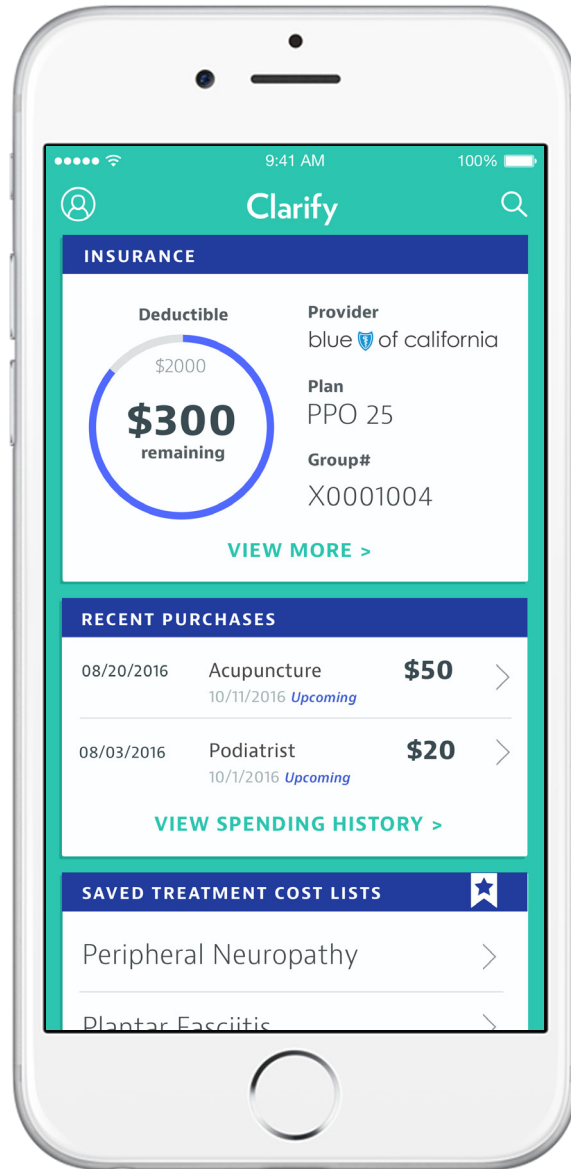 9:41 AM 100%
Clarify
INSURANCE
Deductible
$2000
$300
remaining
Provider
blue of california
Plan
PPO 25
Group#
X0001004
VIEW MORE >
RECENT PURCHASES
08/20/2016 Acupuncture $50
10/11/2016 Upcoming
08/03/2016 Podiatrist $20
10/1/2016 Upcoming
VIEW SPENDING HISTORY >
SAVED TREATMENT COST LISTS
Peripheral Neuropathy
Plantar Fasciitis